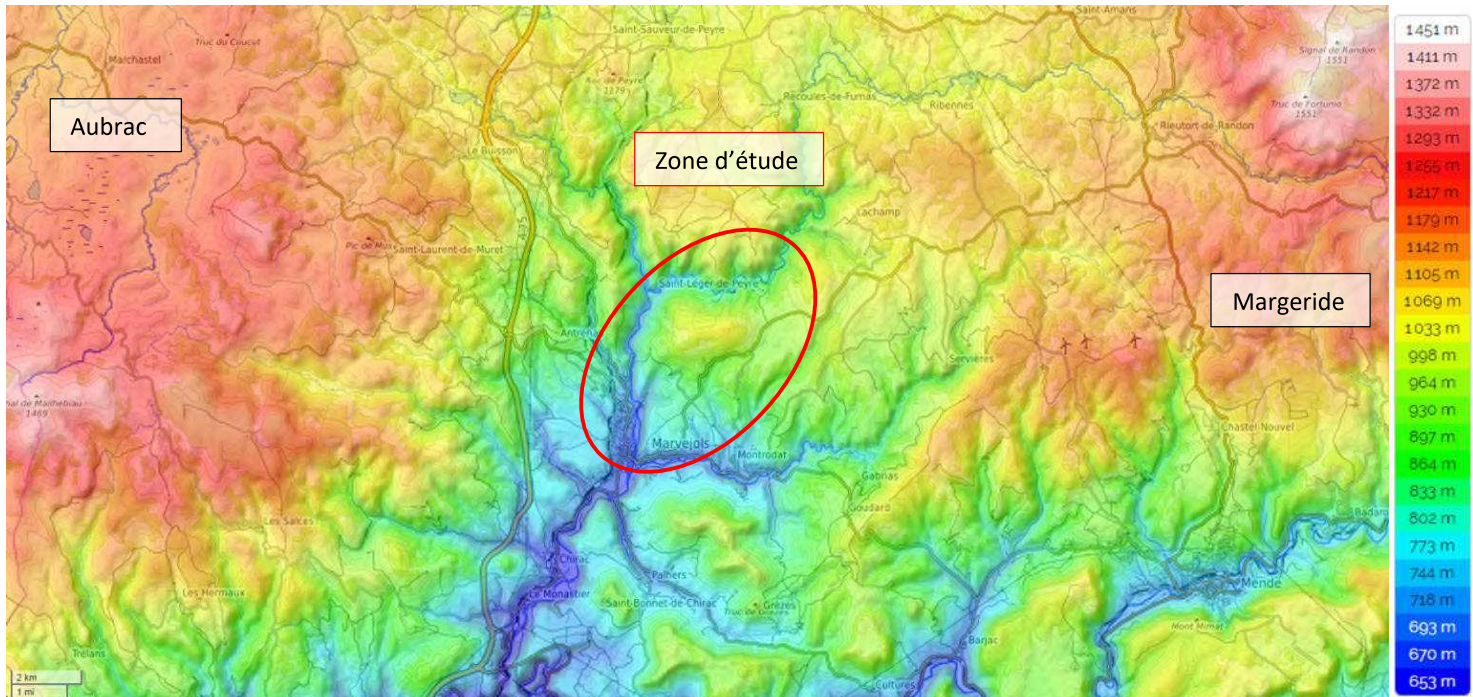 Saint-Amans
Saint-Sauveur-de-Peyre
Truc du Coucut
Marchastel
Signal de Randon
1551
Roc de Peyre
1179
Recoules-de-Fumas
Ribennes
Truc de Fortunio
1551
Aubrac
Rieutort-de-Randon
Le Buisson
Zone d’étude
Lachamp
Saint-Laurent-de-Muret
Saint-Léger-de-Peyre
Margeride
Antrenas
Servières
1469
Chastel-Nouvel
Marvejols
Montrodat
Gabrias
Goudard
Les Salces
Badaroux
Chirac
Palhers
Mende
Les Hermaux
Le Monastier
Saint-Bonnet-de-Chirac
Truc de Grèzes
Grèzes
Mont Mimat
Barjac
Trélans
Cultures
2 km
1 mi
1451 m
1411 m
1372 m
1332 m
1293 m
1255 m
1217 m
1179 m
1142 m
1105 m
1069 m
1033 m
998 m
964 m
930 m
897 m
864 m
833 m
802 m
773 m
744 m
718 m
693 m
670 m
653 m